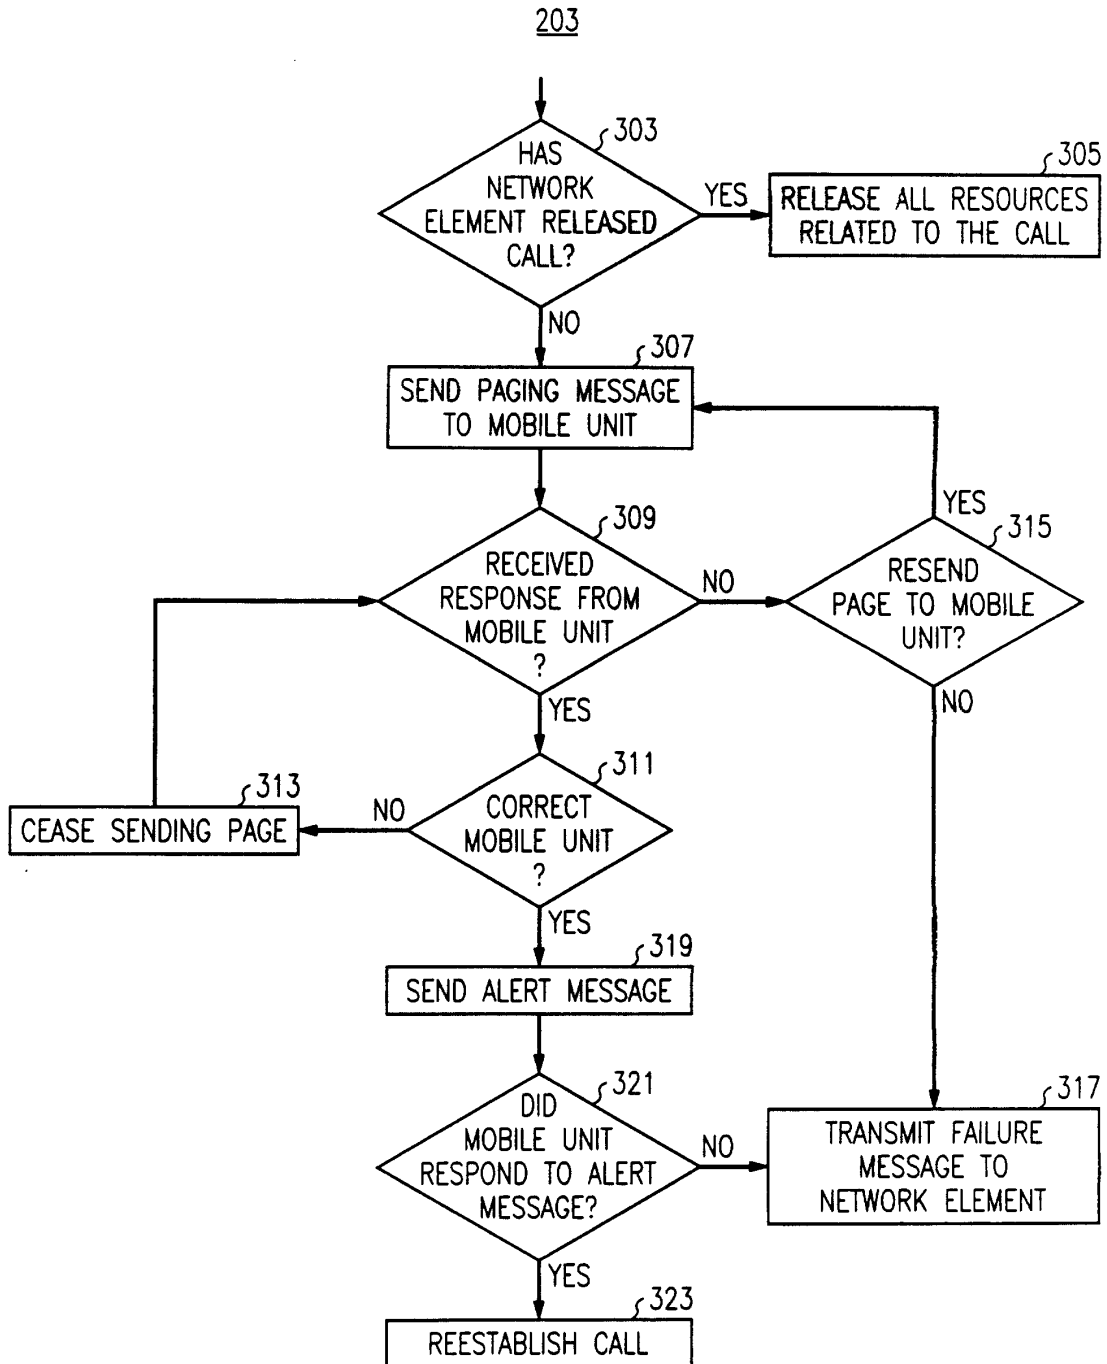 203
303
HAS
NETWORK
ELEMENT RELEASED
CALL?
YES
305
RELEASE ALL RESOURCES
RELATED TO THE CALL
NO
307
SEND PAGING MESSAGE
TO MOBILE UNIT
309
RECEIVED
RESPONSE FROM
MOBILE UNIT
?
NO
YES
315
RESEND
PAGE TO MOBILE
UNIT?
NO
YES
311
CORRECT
MOBILE UNIT
?
NO
313
CEASE SENDING PAGE
YES
319
SEND ALERT MESSAGE
321
DID
MOBILE UNIT
RESPOND TO ALERT
MESSAGE?
NO
317
TRANSMIT FAILURE
MESSAGE TO
NETWORK ELEMENT
YES
323
REESTABLISH CALL